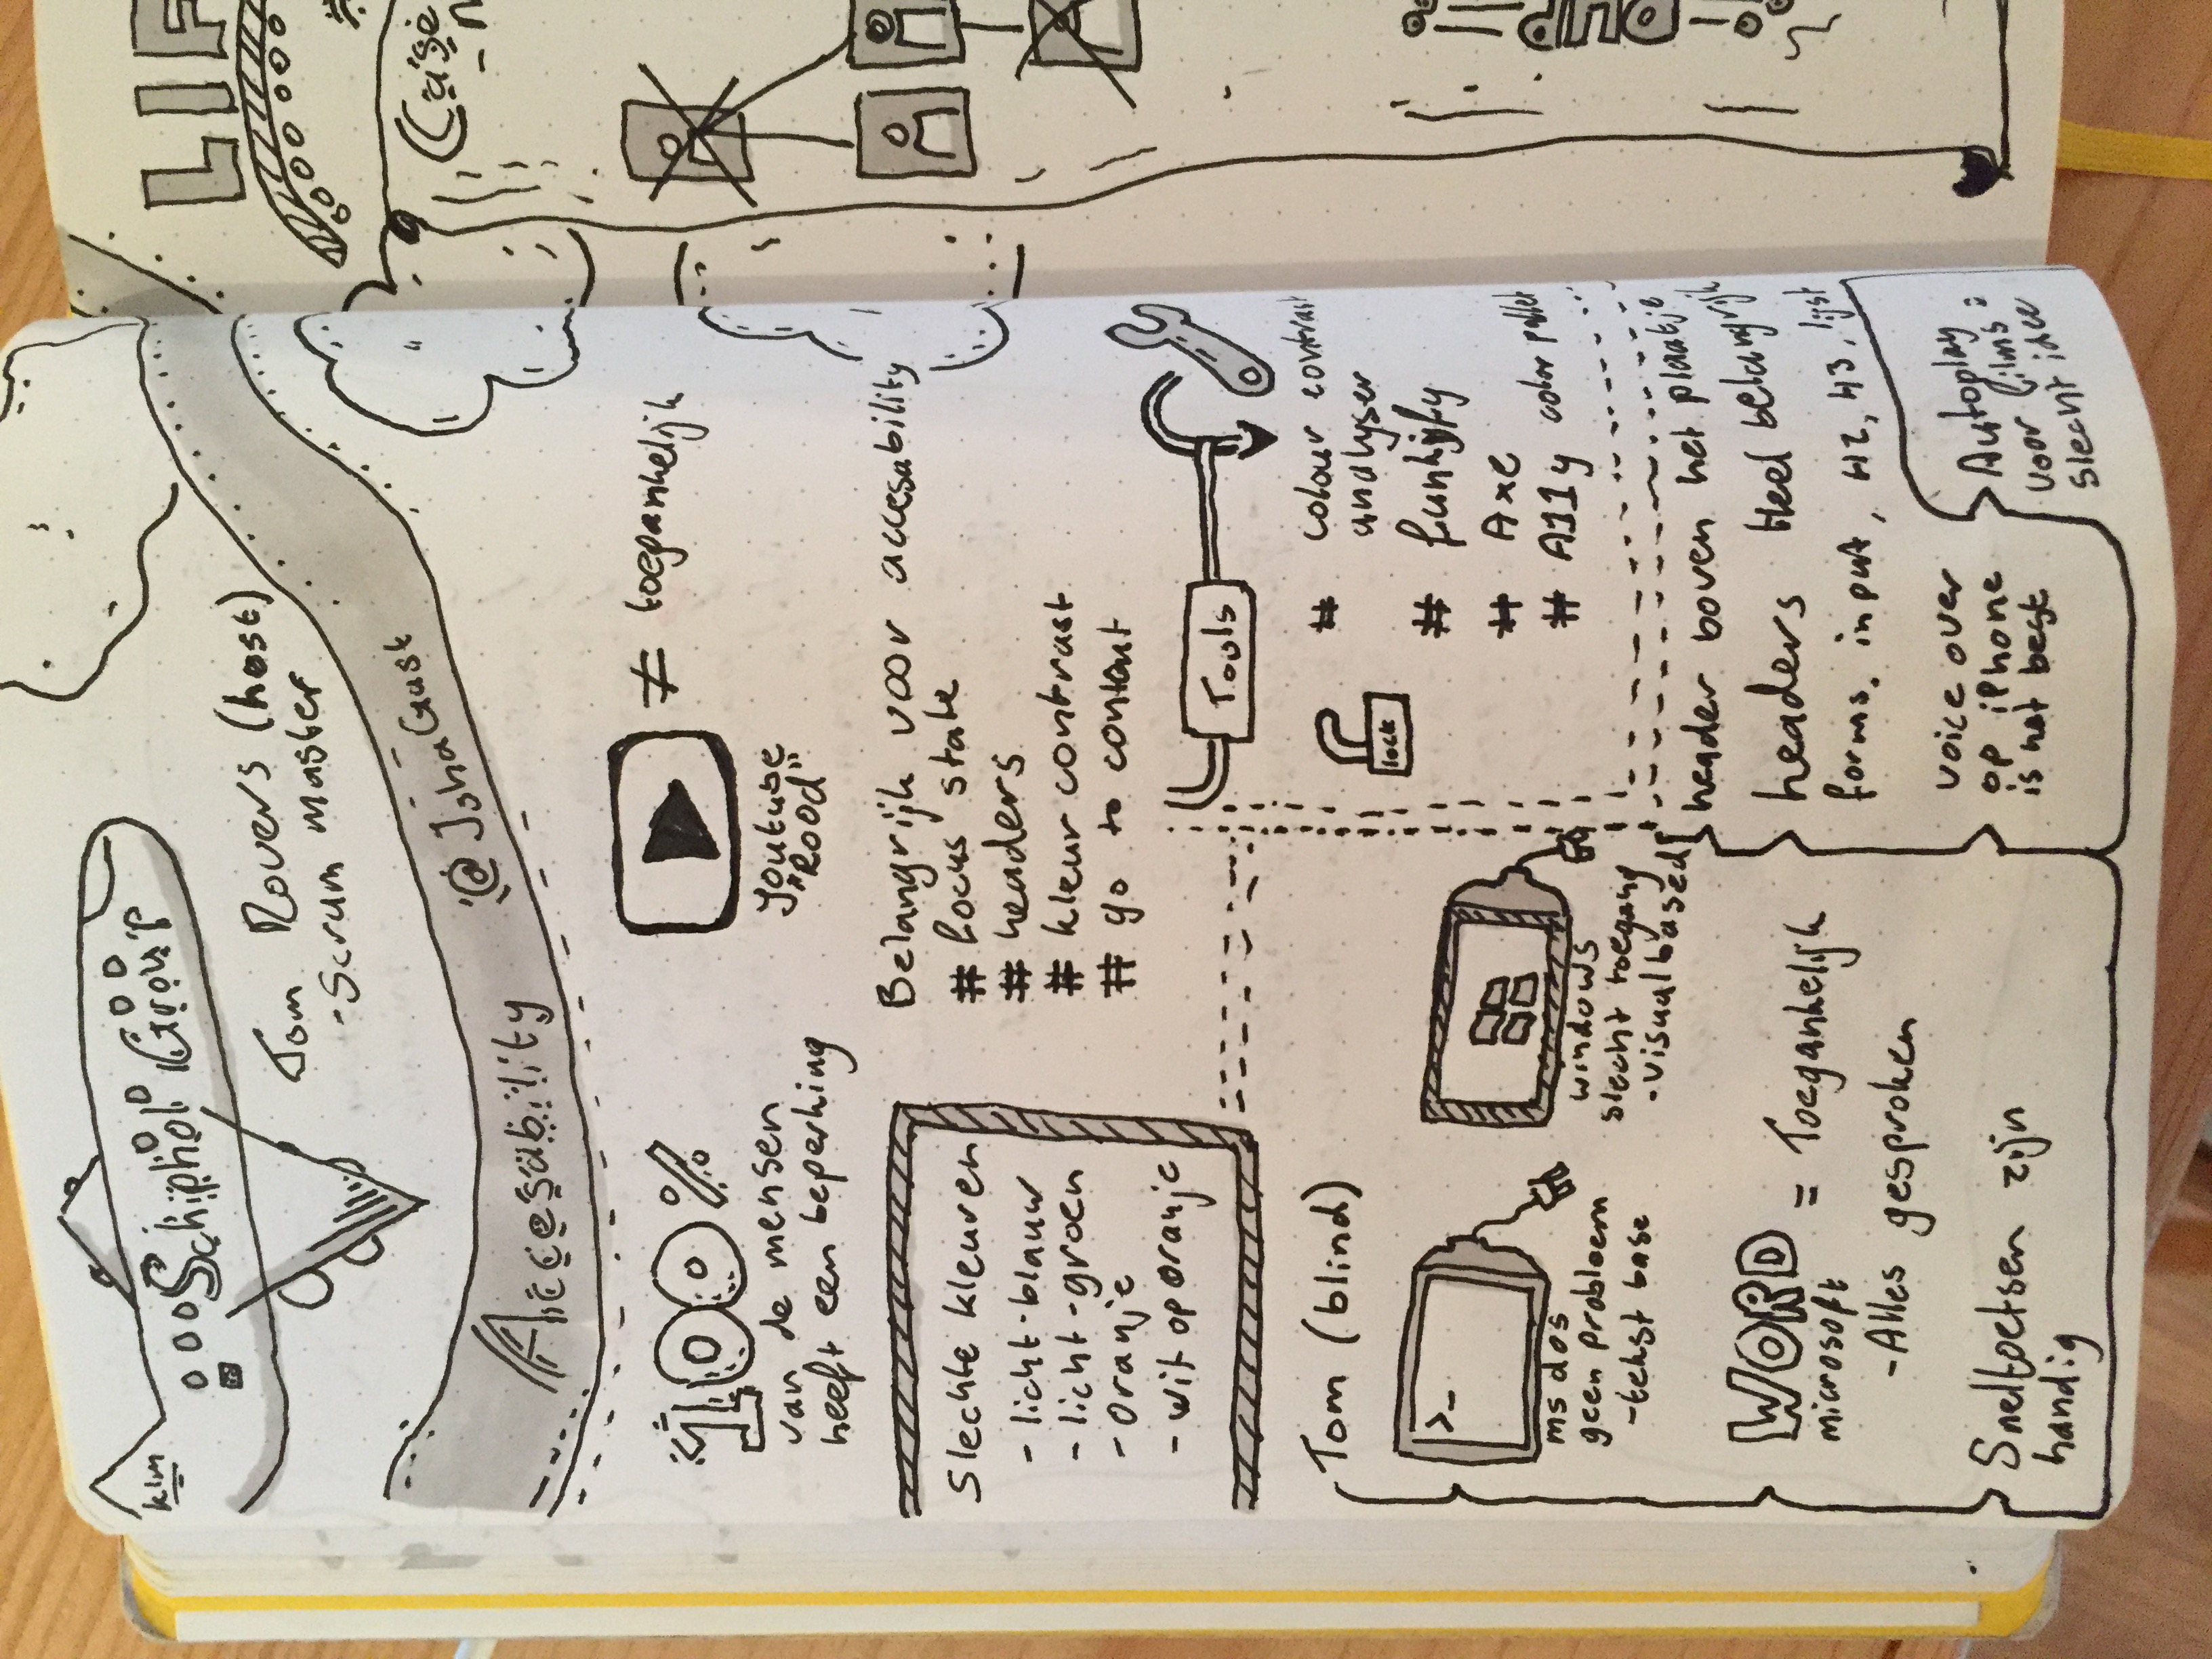 klm
Schiphol Group
Tom Rovers (host)
- Scrum master
Accesability @JohaGust
100%
van de mensen
heeft een beperking
≠ toegankelijk
Youtube
"Rood"
Slechte kleuren
- licht-blauw
- licht-groen
- oranje
- wit op oranje
Belangrijk voor accesability
# focus state
# headers
# kleur contrast
# go to content
Tools
lock
# colour contrast
analyser
# funkyfy
# Axe
# A11y color pallet
Tom (blind)
>_
ms dos
geen probleem
- tekst base
windows
slecht toegang
- visual based
WORD
microsoft
= Toegankelijk
- Alles gesproken
Sneltoetsen zijn
handig
header boven het plaatje
headers Heel belangrijk
forms. input, H2, H3, lijst
voice over
op iPhone
is het best
Autoplay
voor films =
slecht idee
LIF
Case